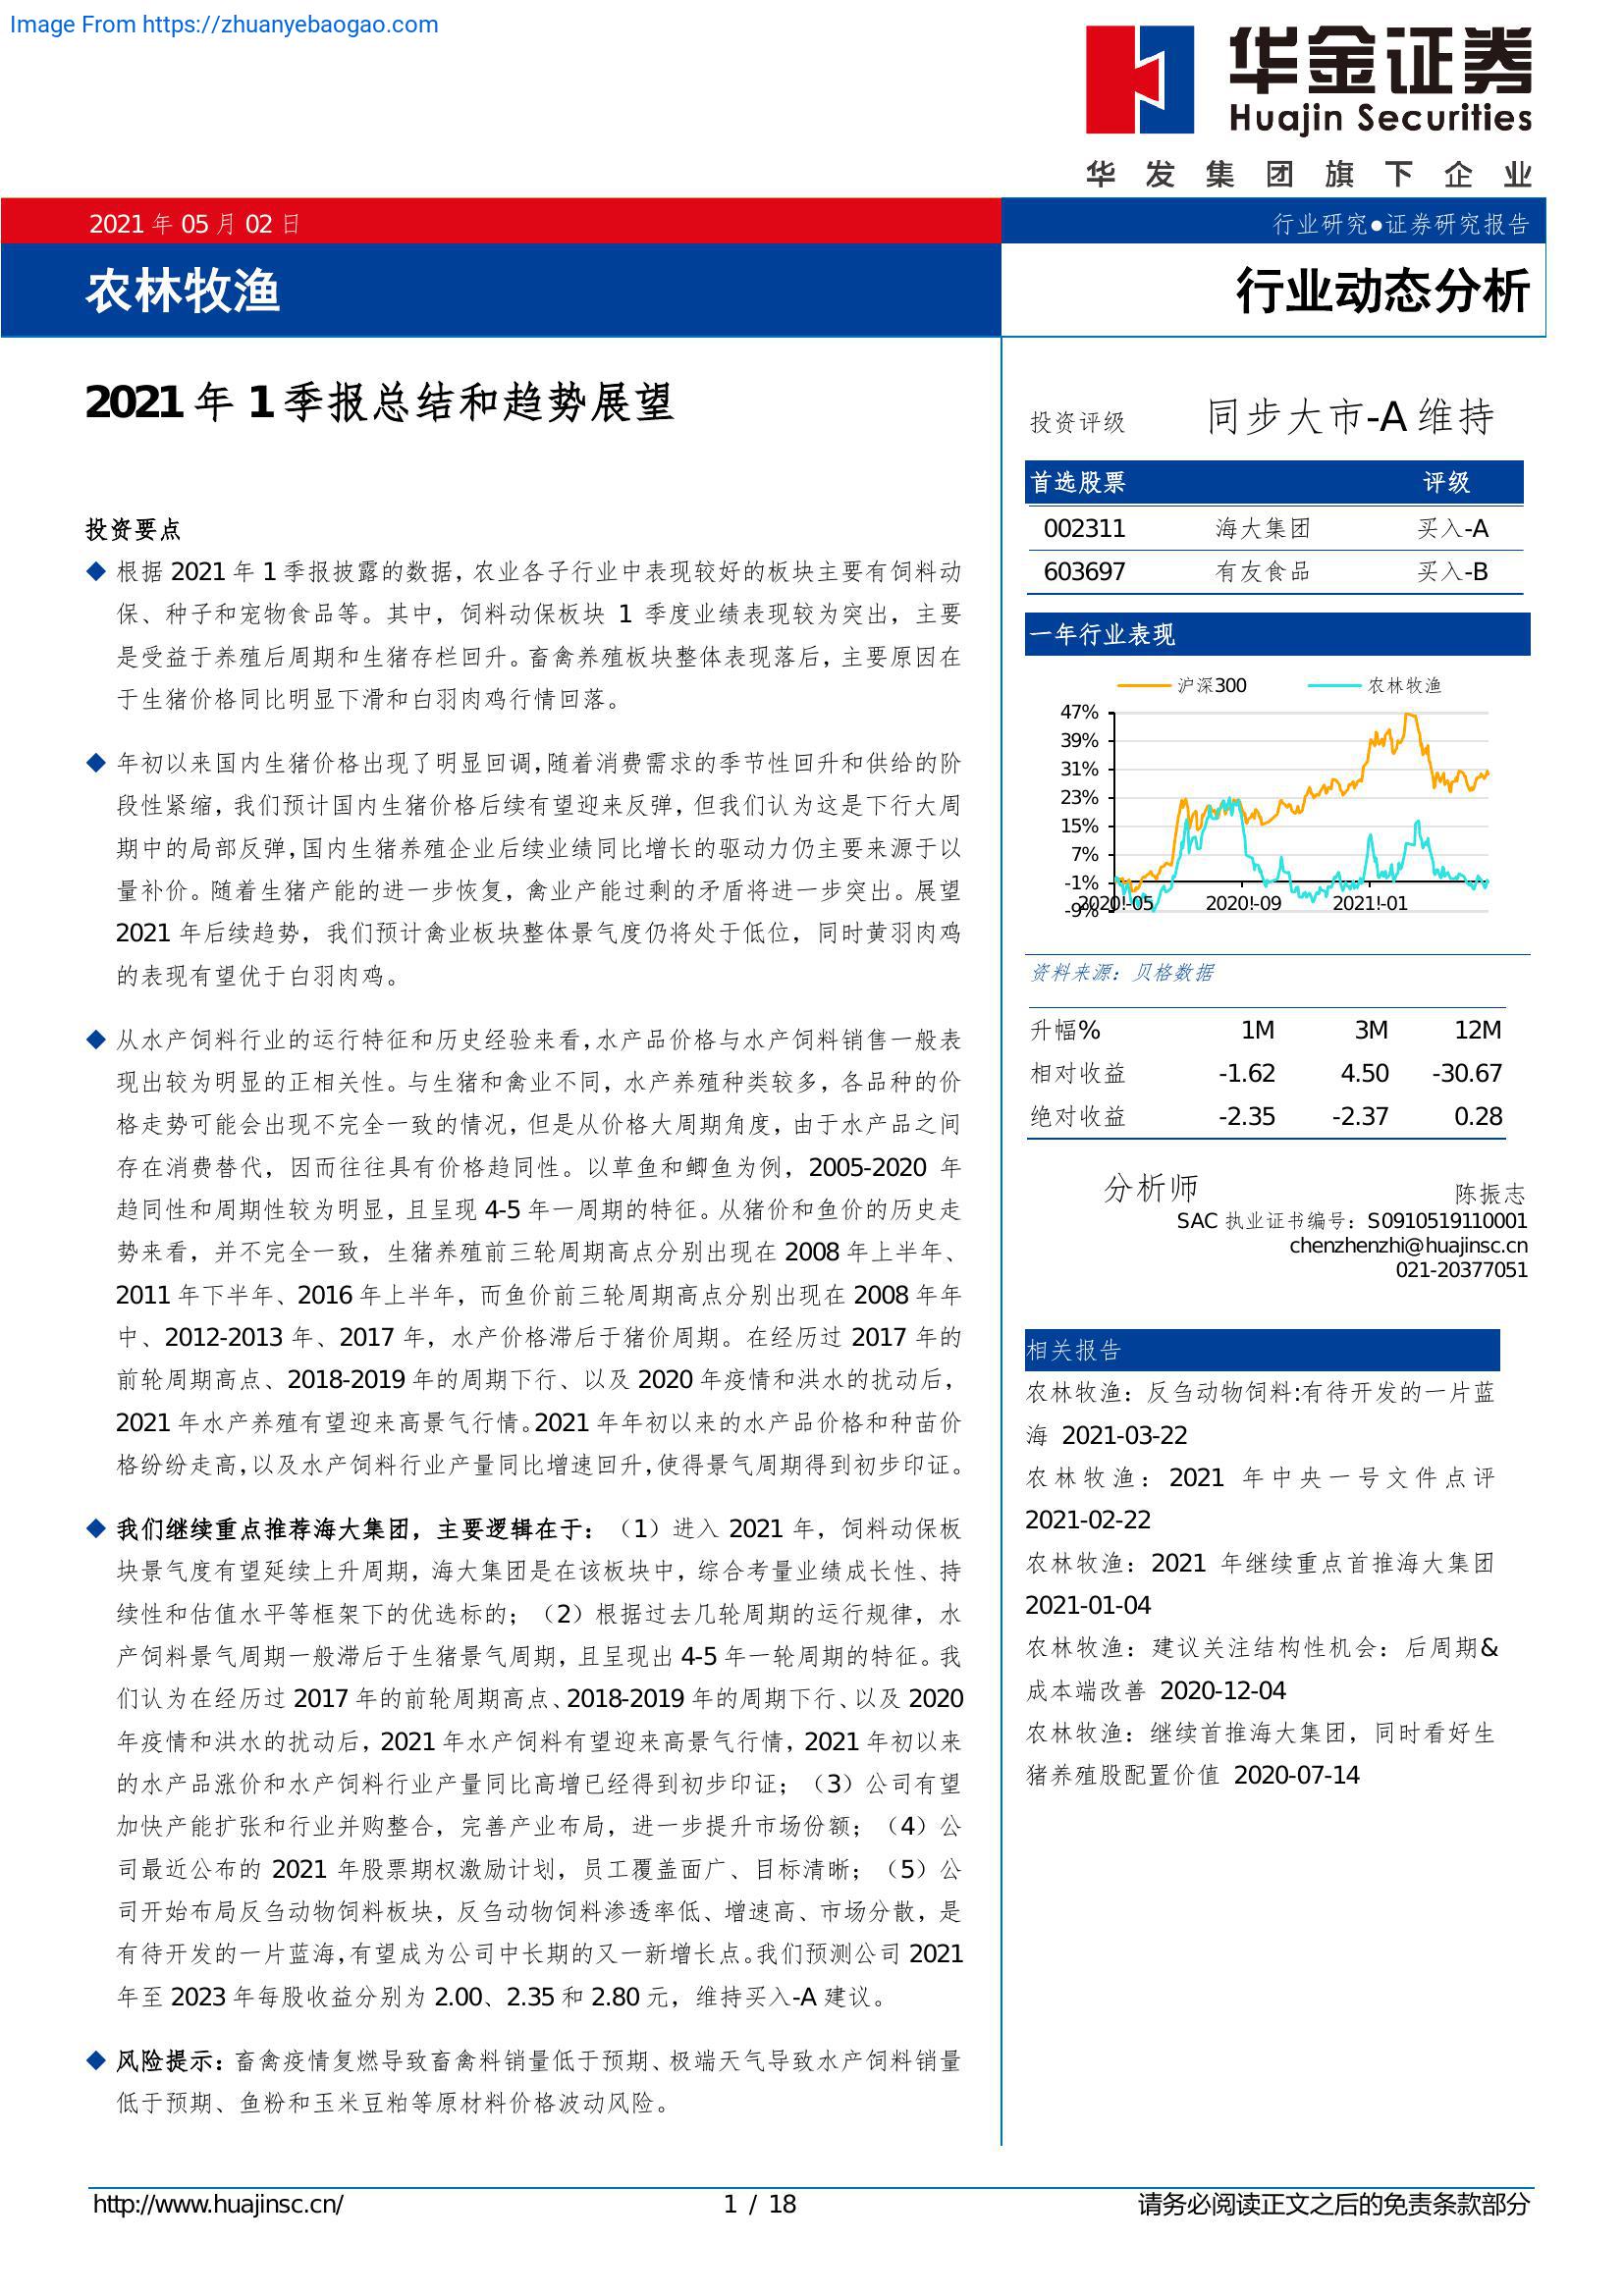 Image From https://zhuanyebaogao.com
华金证券
Huajin Securities
华发集团旗下企业
2021 年 05 月 02 日
行业研究●证券研究报告
农林牧渔
行业动态分析
2021 年 1 季报总结和趋势展望
投资要点
◆ 根据 2021 年 1 季报披露的数据，农业各子行业中表现较好的板块主要有饲料动
保、种子和宠物食品等。其中，饲料动保板块 1 季度业绩表现较为突出，主要
是受益于养殖后周期和生猪存栏回升。畜禽养殖板块整体表现落后，主要原因在
于生猪价格同比明显下滑和白羽肉鸡行情回落。
◆ 年初以来国内生猪价格出现了明显回调，随着消费需求的季节性回升和供给的阶
段性紧缩，我们预计国内生猪价格后续有望迎来反弹，但我们认为这是下行大周
期中的局部反弹，国内生猪养殖企业后续业绩同比增长的驱动力仍主要来源于以
量补价。随着生猪产能的进一步恢复，禽业产能过剩的矛盾将进一步突出。展望
2021 年后续趋势，我们预计禽业板块整体景气度仍将处于低位，同时黄羽肉鸡
的表现有望优于白羽肉鸡。
◆ 从水产饲料行业的运行特征和历史经验来看，水产品价格与水产饲料销售一般表
现出较为明显的正相关性。与生猪和禽业不同，水产养殖种类较多，各品种的价
格走势可能会出现不完全一致的情况，但是从价格大周期角度，由于水产品之间
存在消费替代，因而往往具有价格趋同性。以草鱼和鲫鱼为例，2005-2020 年
趋同性和周期性较为明显，且呈现 4-5 年一周期的特征。从猪价和鱼价的历史走
势来看，并不完全一致，生猪养殖前三轮周期高点分别出现在 2008 年上半年、
2011 年下半年、2016 年上半年，而鱼价前三轮周期高点分别出现在 2008 年年
中、2012-2013 年、2017 年，水产价格滞后于猪价周期。在经历过 2017 年的
前轮周期高点、2018-2019 年的周期下行、以及 2020 年疫情和洪水的扰动后，
2021 年水产养殖有望迎来高景气行情。2021 年年初以来的水产品价格和种苗价
格纷纷走高，以及水产饲料行业产量同比增速回升，使得景气周期得到初步印证。
◆ 我们继续重点推荐海大集团，主要逻辑在于：（1）进入 2021 年，饲料动保板
块景气度有望延续上升周期，海大集团是在该板块中，综合考量业绩成长性、持
续性和估值水平等框架下的优选标的；（2）根据过去几轮周期的运行规律，水
产饲料景气周期一般滞后于生猪景气周期，且呈现出 4-5 年一轮周期的特征。我
们认为在经历过 2017 年的前轮周期高点、2018-2019 年的周期下行、以及 2020
年疫情和洪水的扰动后，2021 年水产饲料有望迎来高景气行情，2021 年初以来
的水产品涨价和水产饲料行业产量同比高增已经得到初步印证；（3）公司有望
加快产能扩张和行业并购整合，完善产业布局，进一步提升市场份额；（4）公
司最近公布的 2021 年股票期权激励计划，员工覆盖面广、目标清晰；（5）公
司开始布局反刍动物饲料板块，反刍动物饲料渗透率低、增速高、市场分散，是
有待开发的一片蓝海，有望成为公司中长期的又一新增长点。我们预测公司 2021
年至 2023 年每股收益分别为 2.00、2.35 和 2.80 元，维持买入-A 建议。
◆ 风险提示：畜禽疫情复燃导致畜禽料销量低于预期、极端天气导致水产饲料销量
低于预期、鱼粉和玉米豆粕等原材料价格波动风险。
投资评级 同步大市-A 维持
首选股票 评级
002311 海大集团 买入-A
603697 有友食品 买入-B
一年行业表现
沪深300 农林牧渔
47%
39%
31%
23%
15%
7%
-1%
-9%
2020!-05 2020!-09 2021!-01
资料来源：贝格数据
升幅% 1M 3M 12M
相对收益 -1.62 4.50 -30.67
绝对收益 -2.35 -2.37 0.28
分析师 陈振志
SAC 执业证书编号：S0910519110001
chenzhenzhi@huajinsc.cn
021-20377051
相关报告
农林牧渔：反刍动物饲料:有待开发的一片蓝
海 2021-03-22
农林牧渔：2021 年中央一号文件点评
2021-02-22
农林牧渔：2021 年继续重点首推海大集团
2021-01-04
农林牧渔：建议关注结构性机会：后周期&
成本端改善 2020-12-04
农林牧渔：继续首推海大集团，同时看好生
猪养殖股配置价值 2020-07-14
http://www.huajinsc.cn/
1 / 18
请务必阅读正文之后的免责条款部分